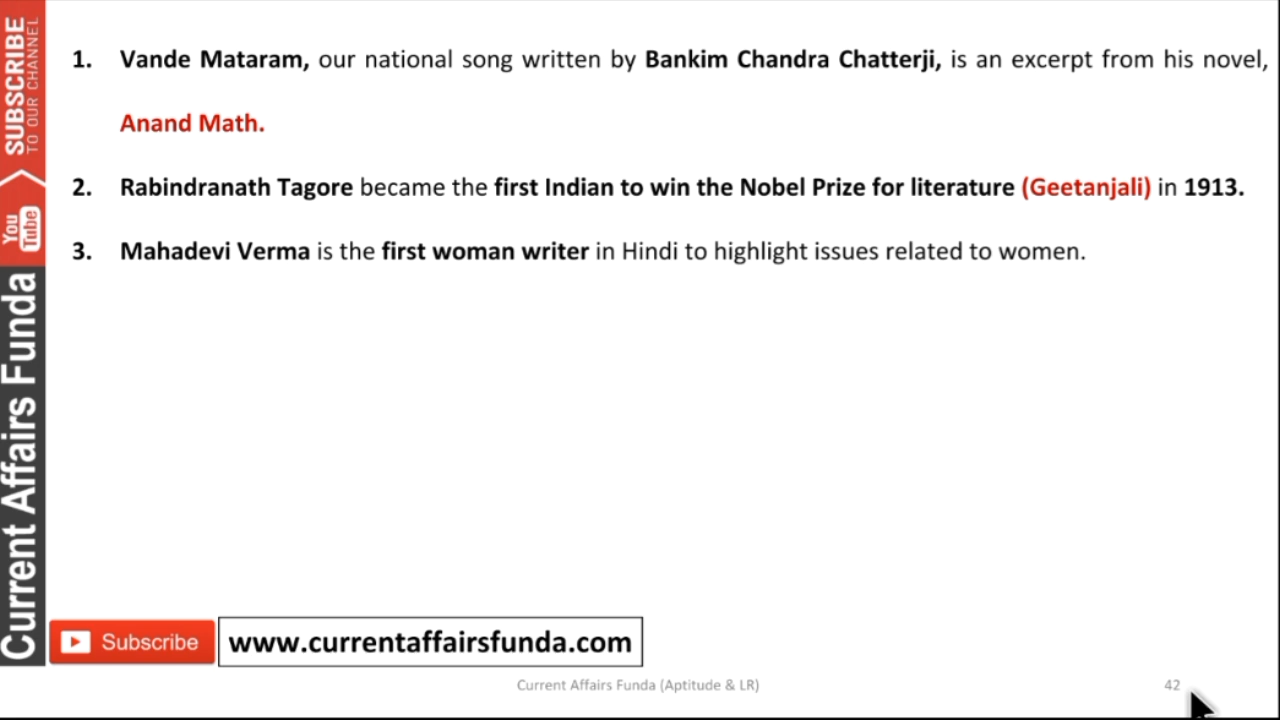 1. Vande Mataram, our national song written by Bankim Chandra Chatterji, is an excerpt from his novel,
Anand Math.
2. Rabindranath Tagore became the first Indian to win the Nobel Prize for literature (Geetanjali) in 1913.
3. Mahadevi Verma is the first woman writer in Hindi to highlight issues related to women.
SUBSCRIBE
TO OUR CHANNEL
You
Tube
Current Affairs Funda
Subscribe
www.currentaffairsfunda.com
Current Affairs Funda (Aptitude & LR)
42